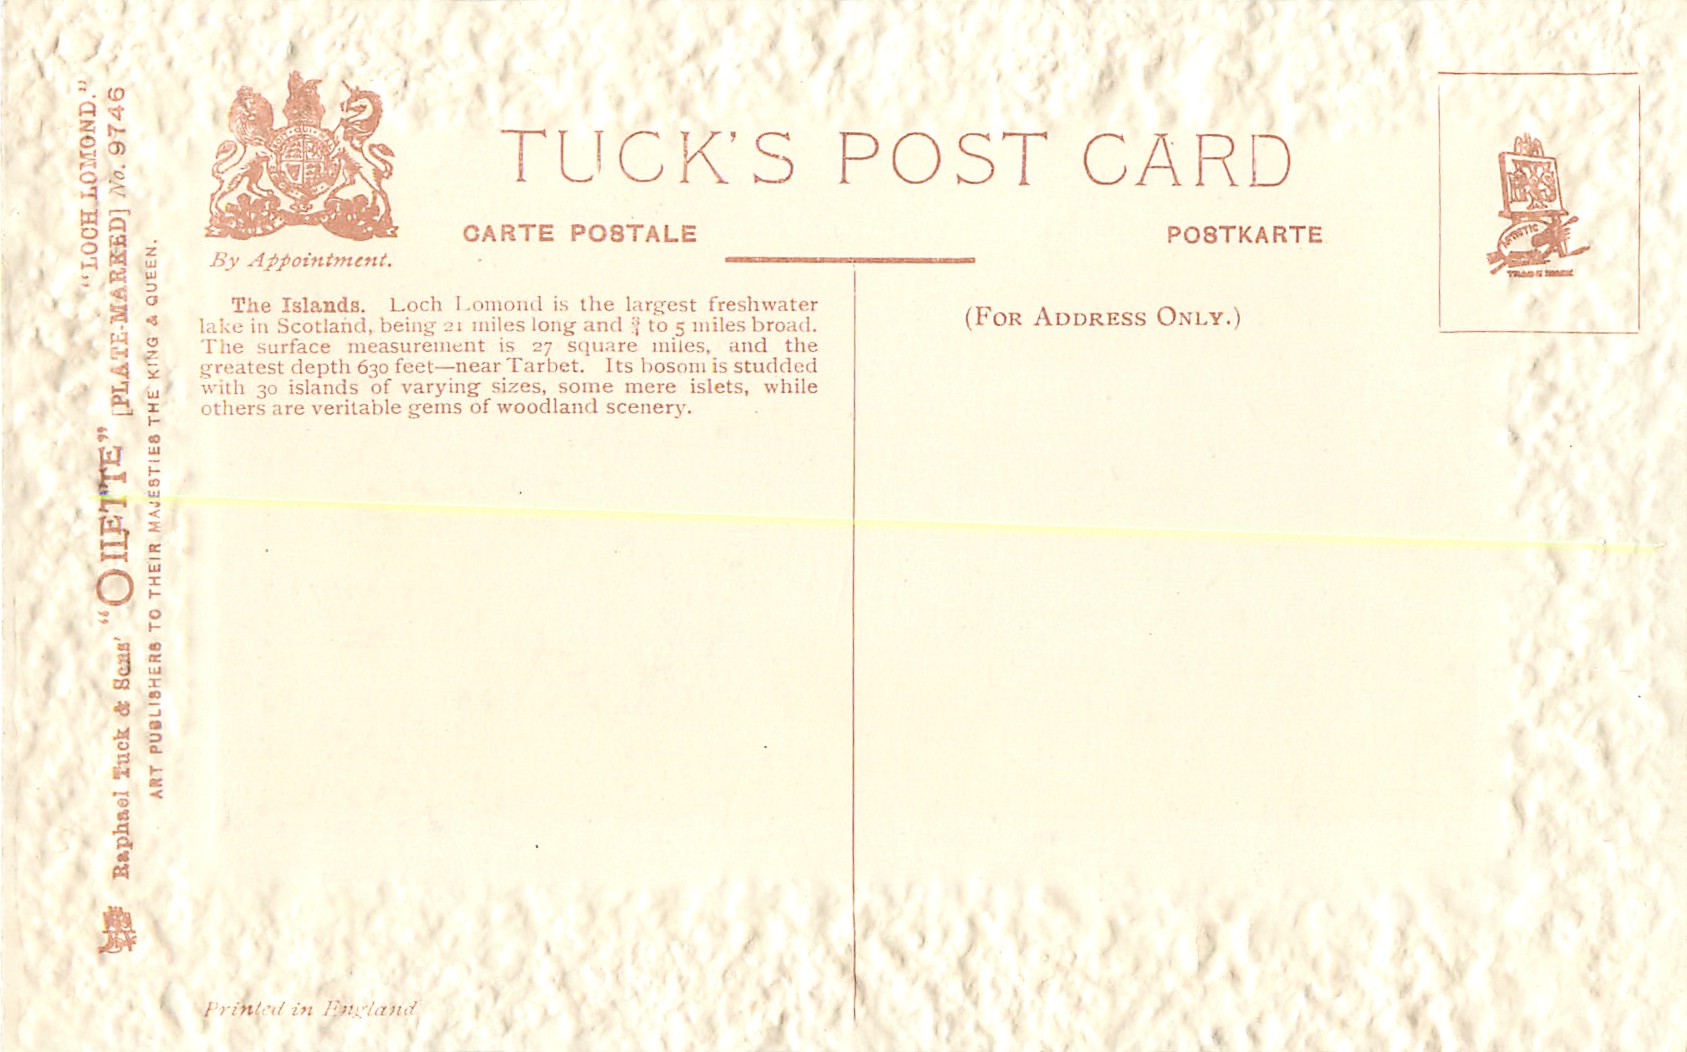 TUCK'S POST CARD
CARTE POSTALE
POSTKARTE
By Appointment.
The Islands. Loch Lomond is the largest freshwater
lake in Scotland, being 21 miles long and ¾ to 5 miles broad.
The surface measurement is 27 square miles, and the
greatest depth 630 feet—near Tarbet. Its bosom is studded
with 30 islands of varying sizes, some mere islets, while
others are veritable gems of woodland scenery.
(FOR ADDRESS ONLY.)
ARTISTIC
TRADE MARK
"LOCH LOMOND."
Raphael Tuck & Sons' "OILETTE" [PLATE-MARKED] No. 9746
ART PUBLISHERS TO THEIR MAJESTIES THE KING & QUEEN.
Printed in England